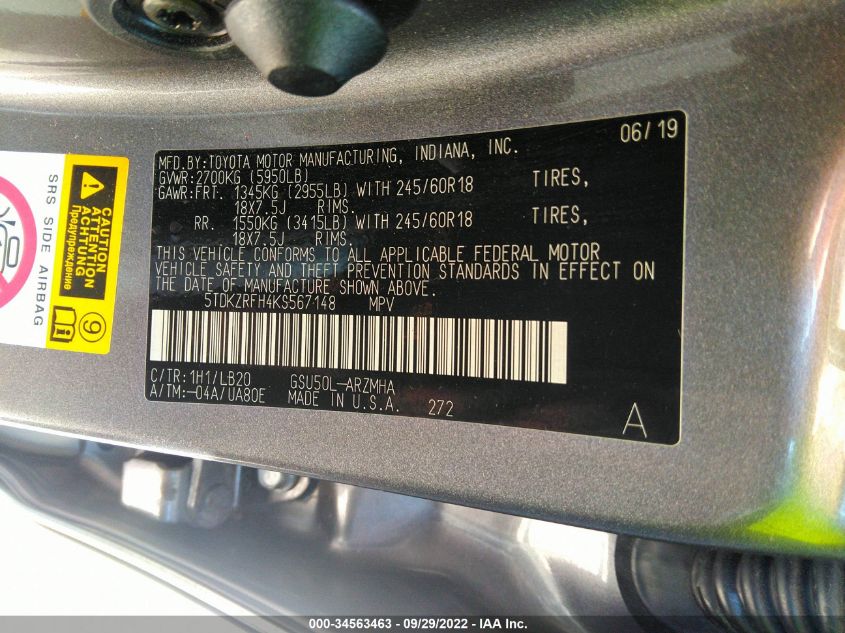 06/19
MFD.BY:TOYOTA MOTOR MANUFACTURING, INDIANA, INC.
GVWR:2700KG (5950LB)
GAWR:FRT. 1345KG (2955LB) WITH 245/60R18 TIRES,
18X7.5J RIMS.
RR. 1550KG (3415LB) WITH 245/60R18 TIRES,
18X7.5J RIMS.
THIS VEHICLE CONFORMS TO ALL APPLICABLE FEDERAL MOTOR
VEHICLE SAFETY AND THEFT PREVENTION STANDARDS IN EFFECT ON
THE DATE OF MANUFACTURE SHOWN ABOVE.
5TDKZRFH4KS567148 MPV
C/TR:1H1/LB20 GSU50L-ARZMHA
A/TM:-04A/UA80E MADE IN U.S.A. 272
A
SRS SIDE AIRBAG
CAUTION
ATTENTION
ACHTUNG
Предупреждение
9
000-34563463 - 09/29/2022 - IAA Inc.